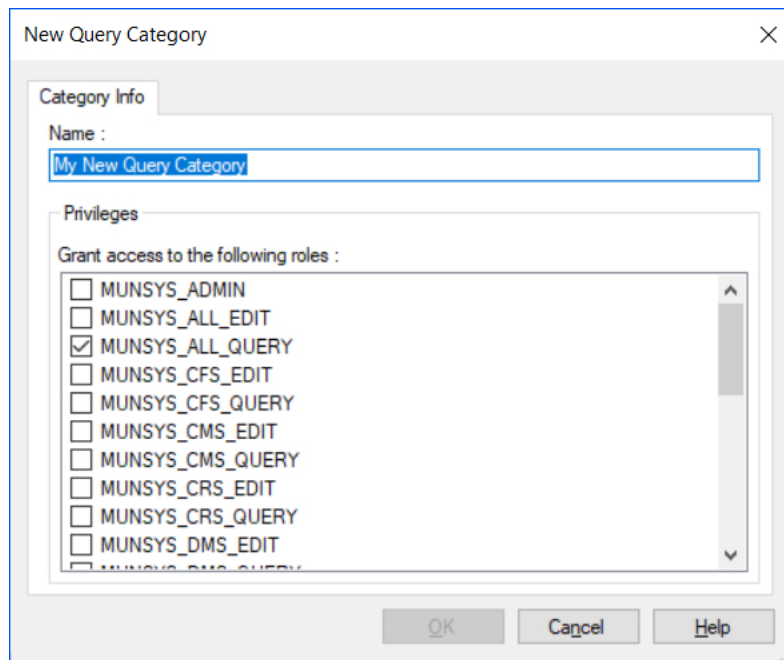 New Query Category
Category Info
Name :
My New Query Category
Privileges
Grant access to the following roles :
MUNSYS_ADMIN
MUNSYS_ALL_EDIT
MUNSYS_ALL_QUERY
MUNSYS_CFS_EDIT
MUNSYS_CFS_QUERY
MUNSYS_CMS_EDIT
MUNSYS_CMS_QUERY
MUNSYS_CRS_EDIT
MUNSYS_CRS_QUERY
MUNSYS_DMS_EDIT
MUNSYS_DMS_QUERY
OK Cancel Help